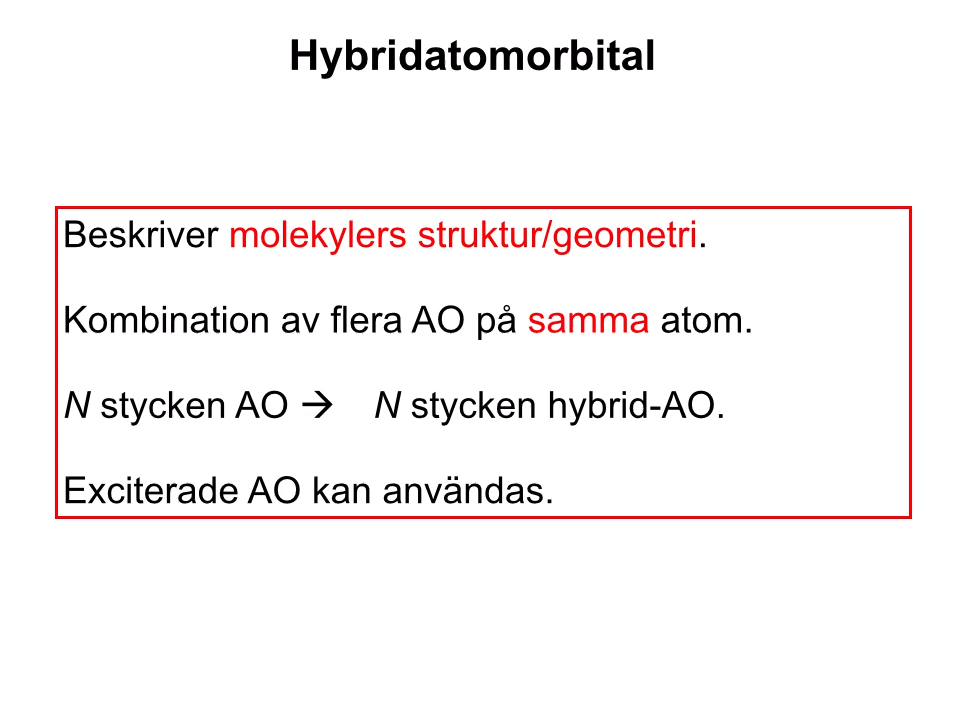 Hybridatomorbital
Beskriver molekylers struktur/geometri.
Kombination av flera AO på samma atom.
N stycken AO → N stycken hybrid-AO.
Exciterade AO kan användas.